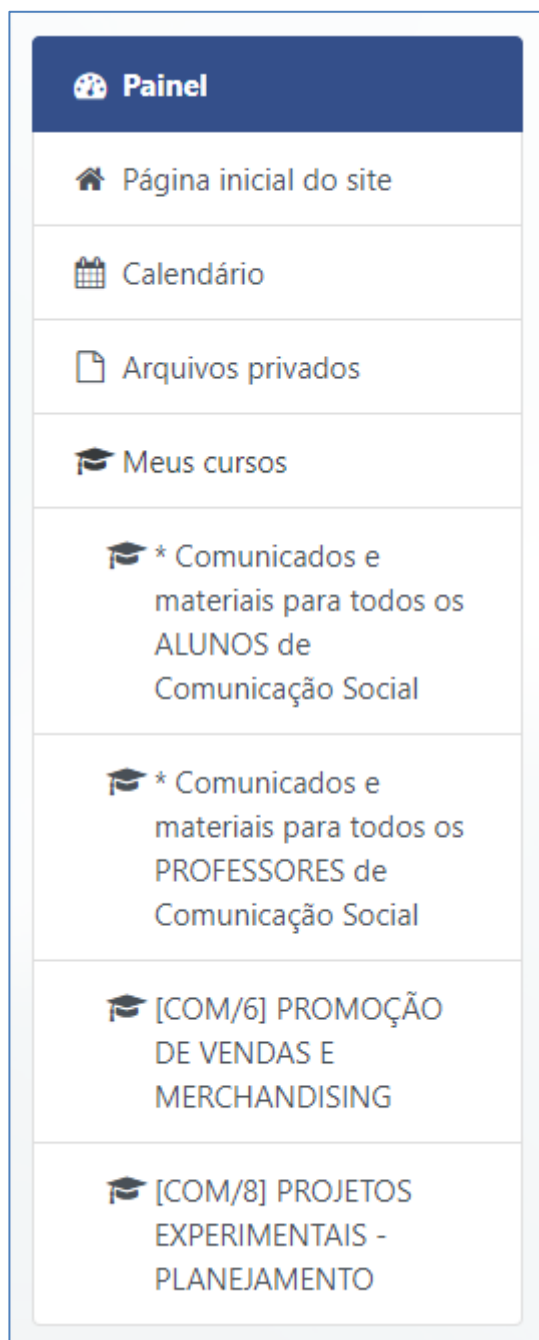 Painel
Página inicial do site
Calendário
Arquivos privados
Meus cursos
* Comunicados e
materiais para todos os
ALUNOS de
Comunicação Social
* Comunicados e
materiais para todos os
PROFESSORES de
Comunicação Social
[COM/6] PROMOÇÃO
DE VENDAS E
MERCHANDISING
[COM/8] PROJETOS
EXPERIMENTAIS -
PLANEJAMENTO